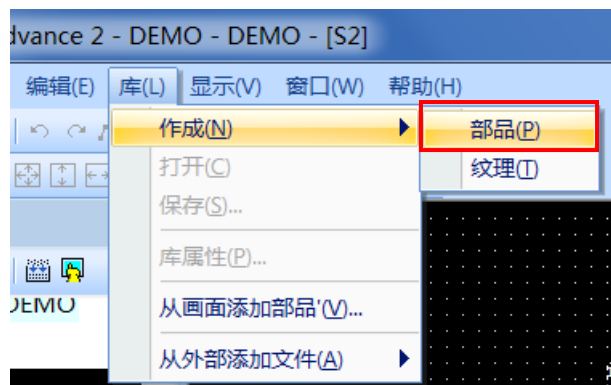 dvance 2 - DEMO - DEMO - [S2]
编辑(E) 库(L) 显示(V) 窗口(W) 帮助(H)
作成(N) 部品(P)
打开(C) 纹理(T)
保存(S)...
库属性(P)...
DEMO
从画面添加部品'(V)...
从外部添加文件(A)